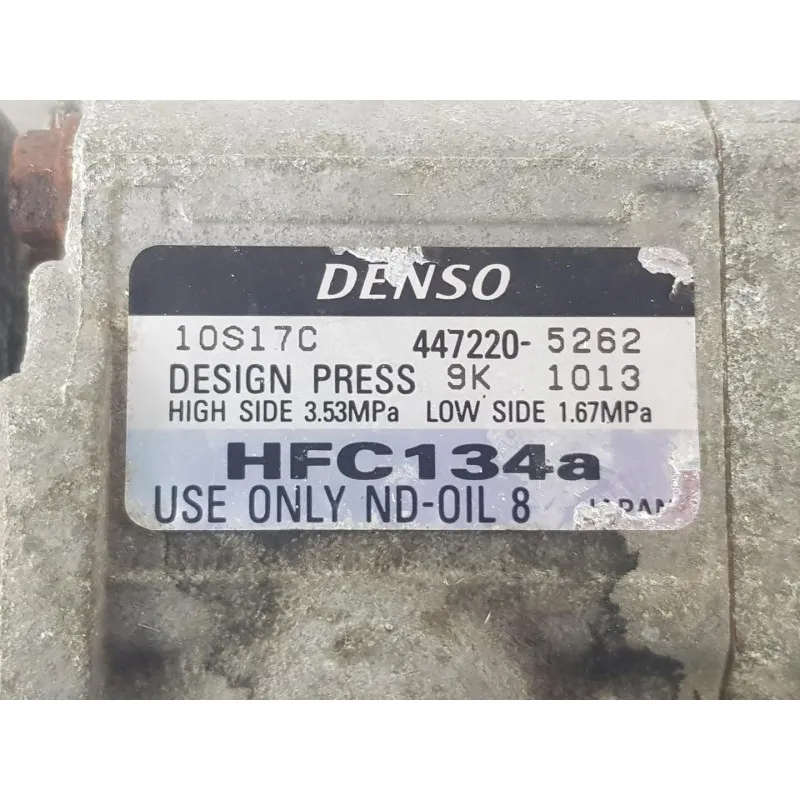 DENSO
10S17C 447220- 5262
DESIGN PRESS 9K 1013
HIGH SIDE 3.53MPa LOW SIDE 1.67MPa
HFC134a
USE ONLY ND-OIL 8 JAPAN